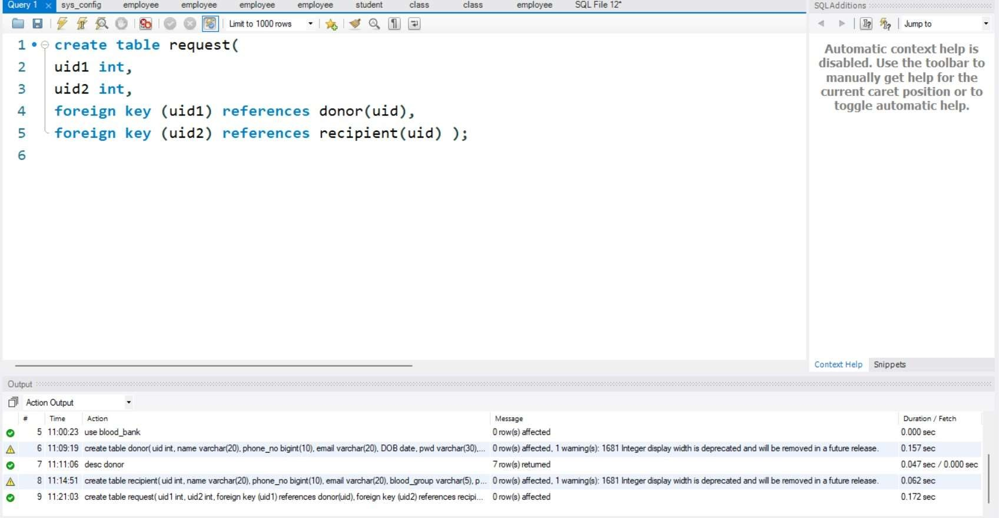 Query 1 × sys_config employee employee employee employee student class class employee SQL File 12*
SQLAdditions
Limit to 1000 rows
Jump to
1 create table request(
2 uid1 int,
3 uid2 int,
4 foreign key (uid1) references donor(uid),
5 foreign key (uid2) references recipient(uid) );
6
Automatic context help is
disabled. Use the toolbar to
manually get help for the
current caret position or to
toggle automatic help.
Context Help Snippets
Output
Action Output
# Time Action Message Duration / Fetch
5 11:00:23 use blood_bank 0 row(s) affected 0.000 sec
6 11:09:19 create table donor( uid int, name varchar(20), phone_no bigint(10), email varchar(20), DOB date, pwd varchar(30),... 0 row(s) affected, 1 warning(s): 1681 Integer display width is deprecated and will be removed in a future release. 0.157 sec
7 11:11:06 desc donor 7 row(s) returned 0.047 sec / 0.000 sec
8 11:14:51 create table recipient( uid int, name varchar(20), phone_no bigint(10), email varchar(20), blood_group varchar(5), p... 0 row(s) affected, 1 warning(s): 1681 Integer display width is deprecated and will be removed in a future release. 0.062 sec
9 11:21:03 create table request( uid1 int, uid2 int, foreign key (uid1) references donor(uid), foreign key (uid2) references recipi... 0 row(s) affected 0.172 sec